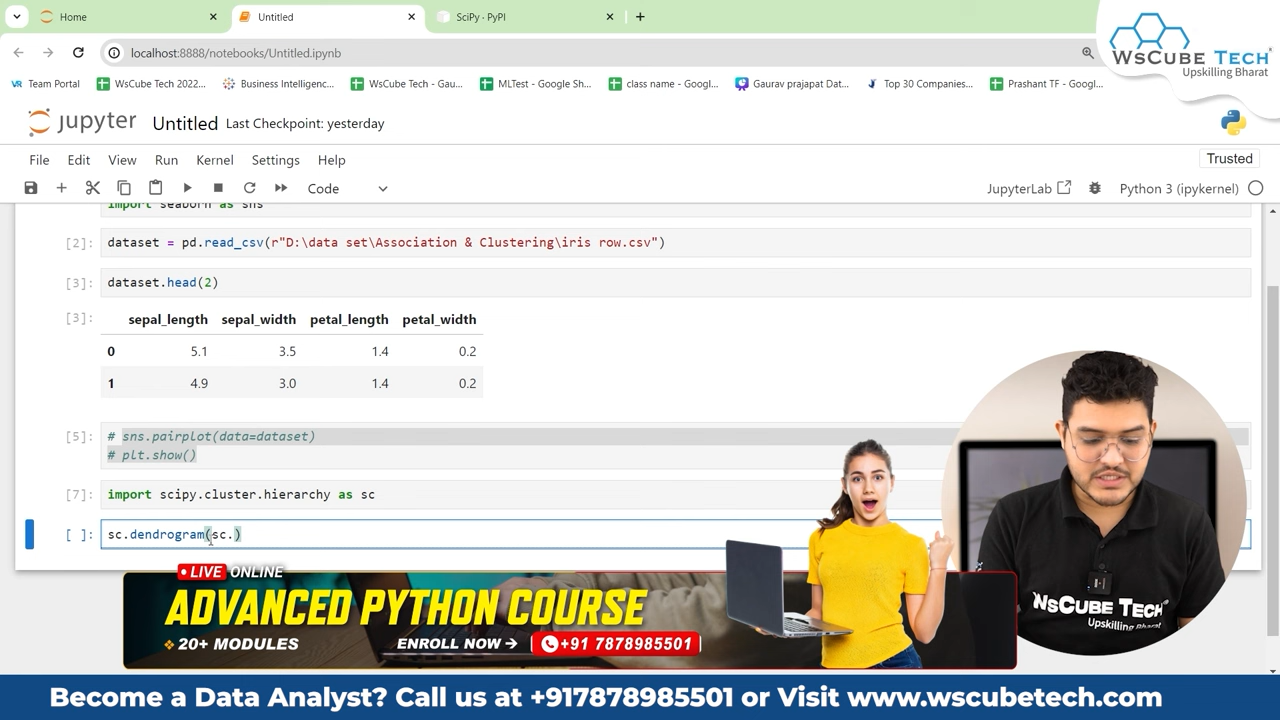 Home
Untitled
SciPy · PyPI
localhost:8888/notebooks/Untitled.ipynb
WsCube Tech
Upskilling Bharat
Team Portal
WsCube Tech 2022...
Business Intelligenc...
WsCube Tech - Gau...
MLTest - Google Sh...
class name - Googl...
Gaurav prajapat Dat...
Top 30 Companies...
Prashant TF - Goog...
jupyter Untitled Last Checkpoint: yesterday
File Edit View Run Kernel Settings Help
Trusted
Code
JupyterLab
Python 3 (ipykernel)
import seaborn as sns
[2]: dataset = pd.read_csv(r"D:\data set\Association & Clustering\iris row.csv")
[3]: dataset.head(2)
[3]: sepal_length sepal_width petal_length petal_width
0 5.1 3.5 1.4 0.2
1 4.9 3.0 1.4 0.2
[5]: # sns.pairplot(data=dataset)
# plt.show()
[7]: import scipy.cluster.hierarchy as sc
[ ]: sc.dendrogram(sc.)
LIVE ONLINE
ADVANCED PYTHON COURSE
20+ MODULES
ENROLL NOW →
+91 7878985501
WsCube Tech
Upskilling Bharat
Become a Data Analyst? Call us at +917878985501 or Visit www.wscubetech.com